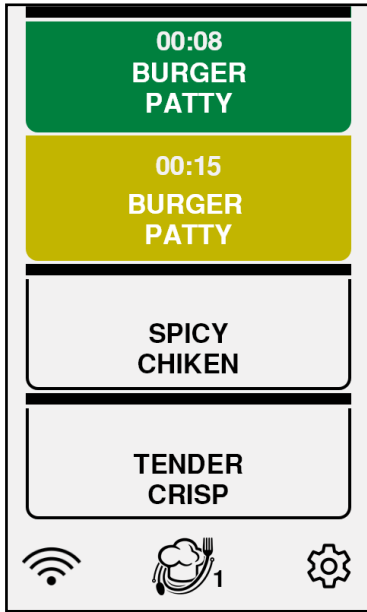 00:08
BURGER
PATTY
00:15
BURGER
PATTY
SPICY
CHIKEN
TENDER
CRISP
1